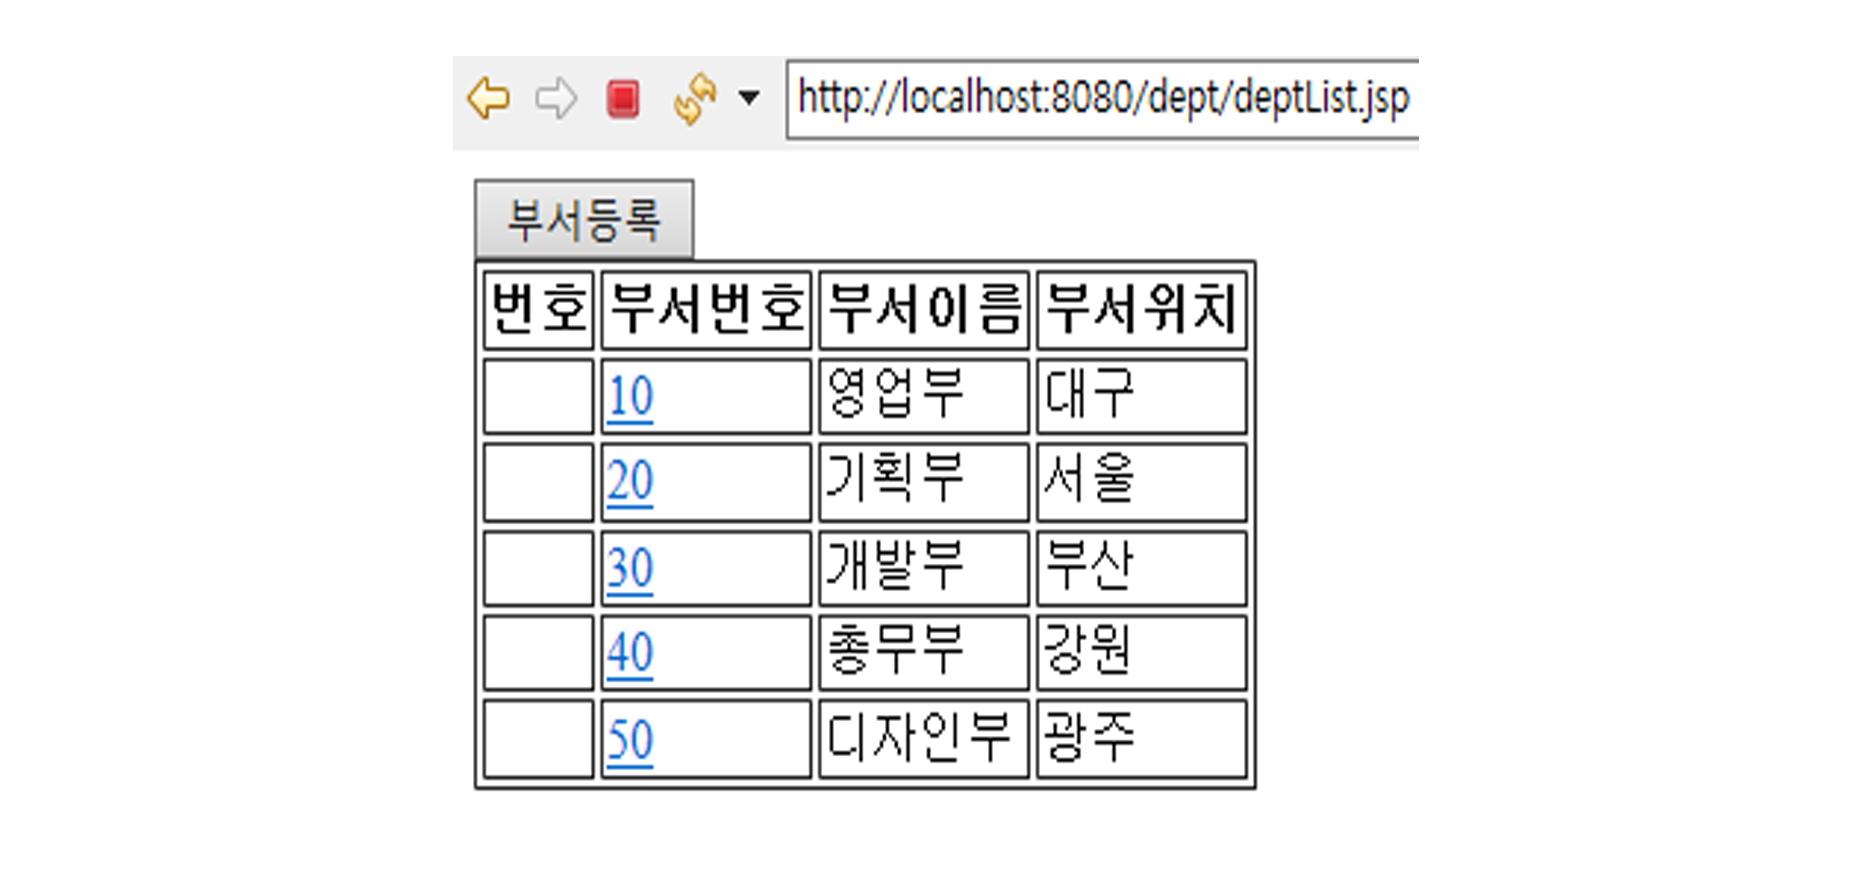 http://localhost:8080/dept/deptList.jsp
부서등록
번호 부서번호 부서이름 부서위치
10 영업부 대구
20 기획부 서울
30 개발부 부산
40 총무부 강원
50 디자인부 광주